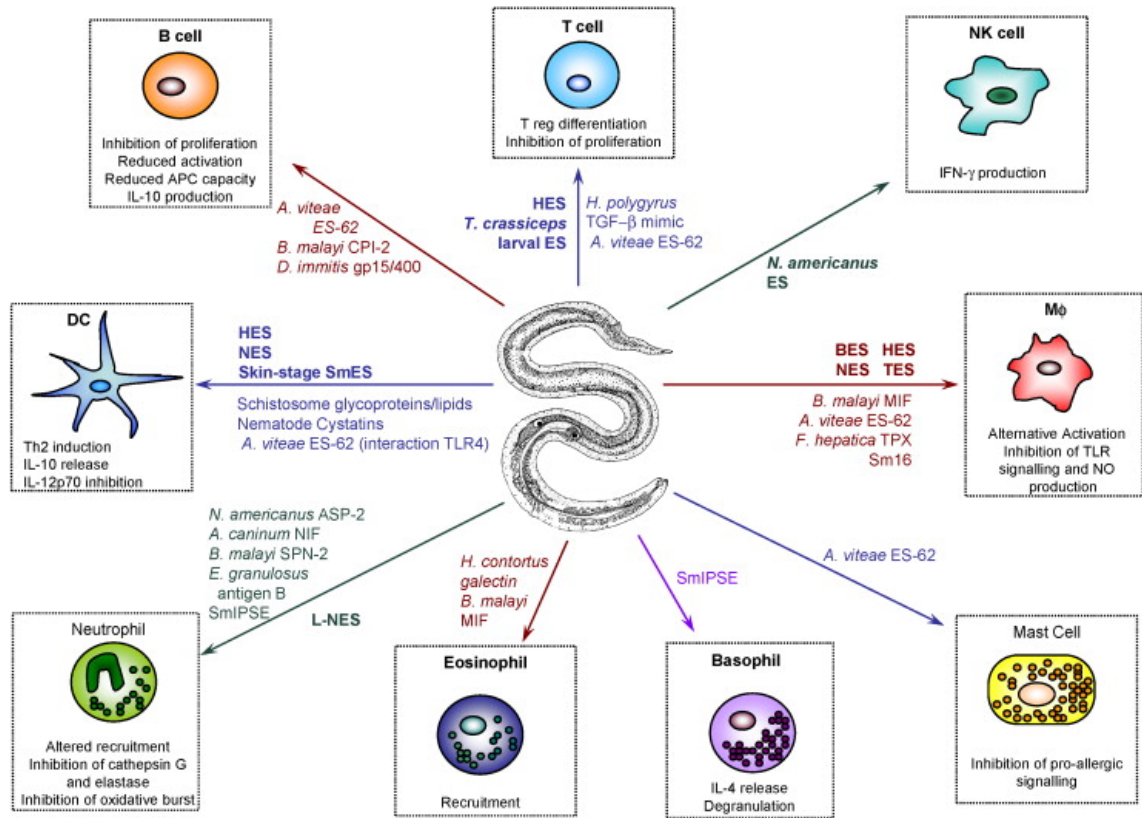 B cell
Inhibition of proliferation
Reduced activation
Reduced APC capacity
IL-10 production
T cell
T reg differentiation
Inhibition of proliferation
NK cell
IFN-γ production
A. viteae
ES-62
B. malayi CPI-2
D. immitis gp15/400
HES
T. crassiceps
larval ES
H. polygyrus
TGF–β mimic
A. viteae ES-62
N. americanus
ES
DC
Th2 induction
IL-10 release
IL-12p70 inhibition
HES
NES
Skin-stage SmES
Schistosome glycoproteins/lipids
Nematode Cystatins
A. viteae ES-62 (interaction TLR4)
BES HES
NES TES
B. malayi MIF
A. viteae ES-62
F. hepatica TPX
Sm16
Mϕ
Alternative Activation
Inhibition of TLR
signalling and NO
production
N. americanus ASP-2
A. caninum NIF
B. malayi SPN-2
E. granulosus
antigen B
SmIPSE
L-NES
H. contortus
galectin
B. malayi
MIF
SmIPSE
A. viteae ES-62
Neutrophil
Altered recruitment
Inhibition of cathepsin G
and elastase
Inhibition of oxidative burst
Eosinophil
Recruitment
Basophil
IL-4 release
Degranulation
Mast Cell
Inhibition of pro-allergic
signalling